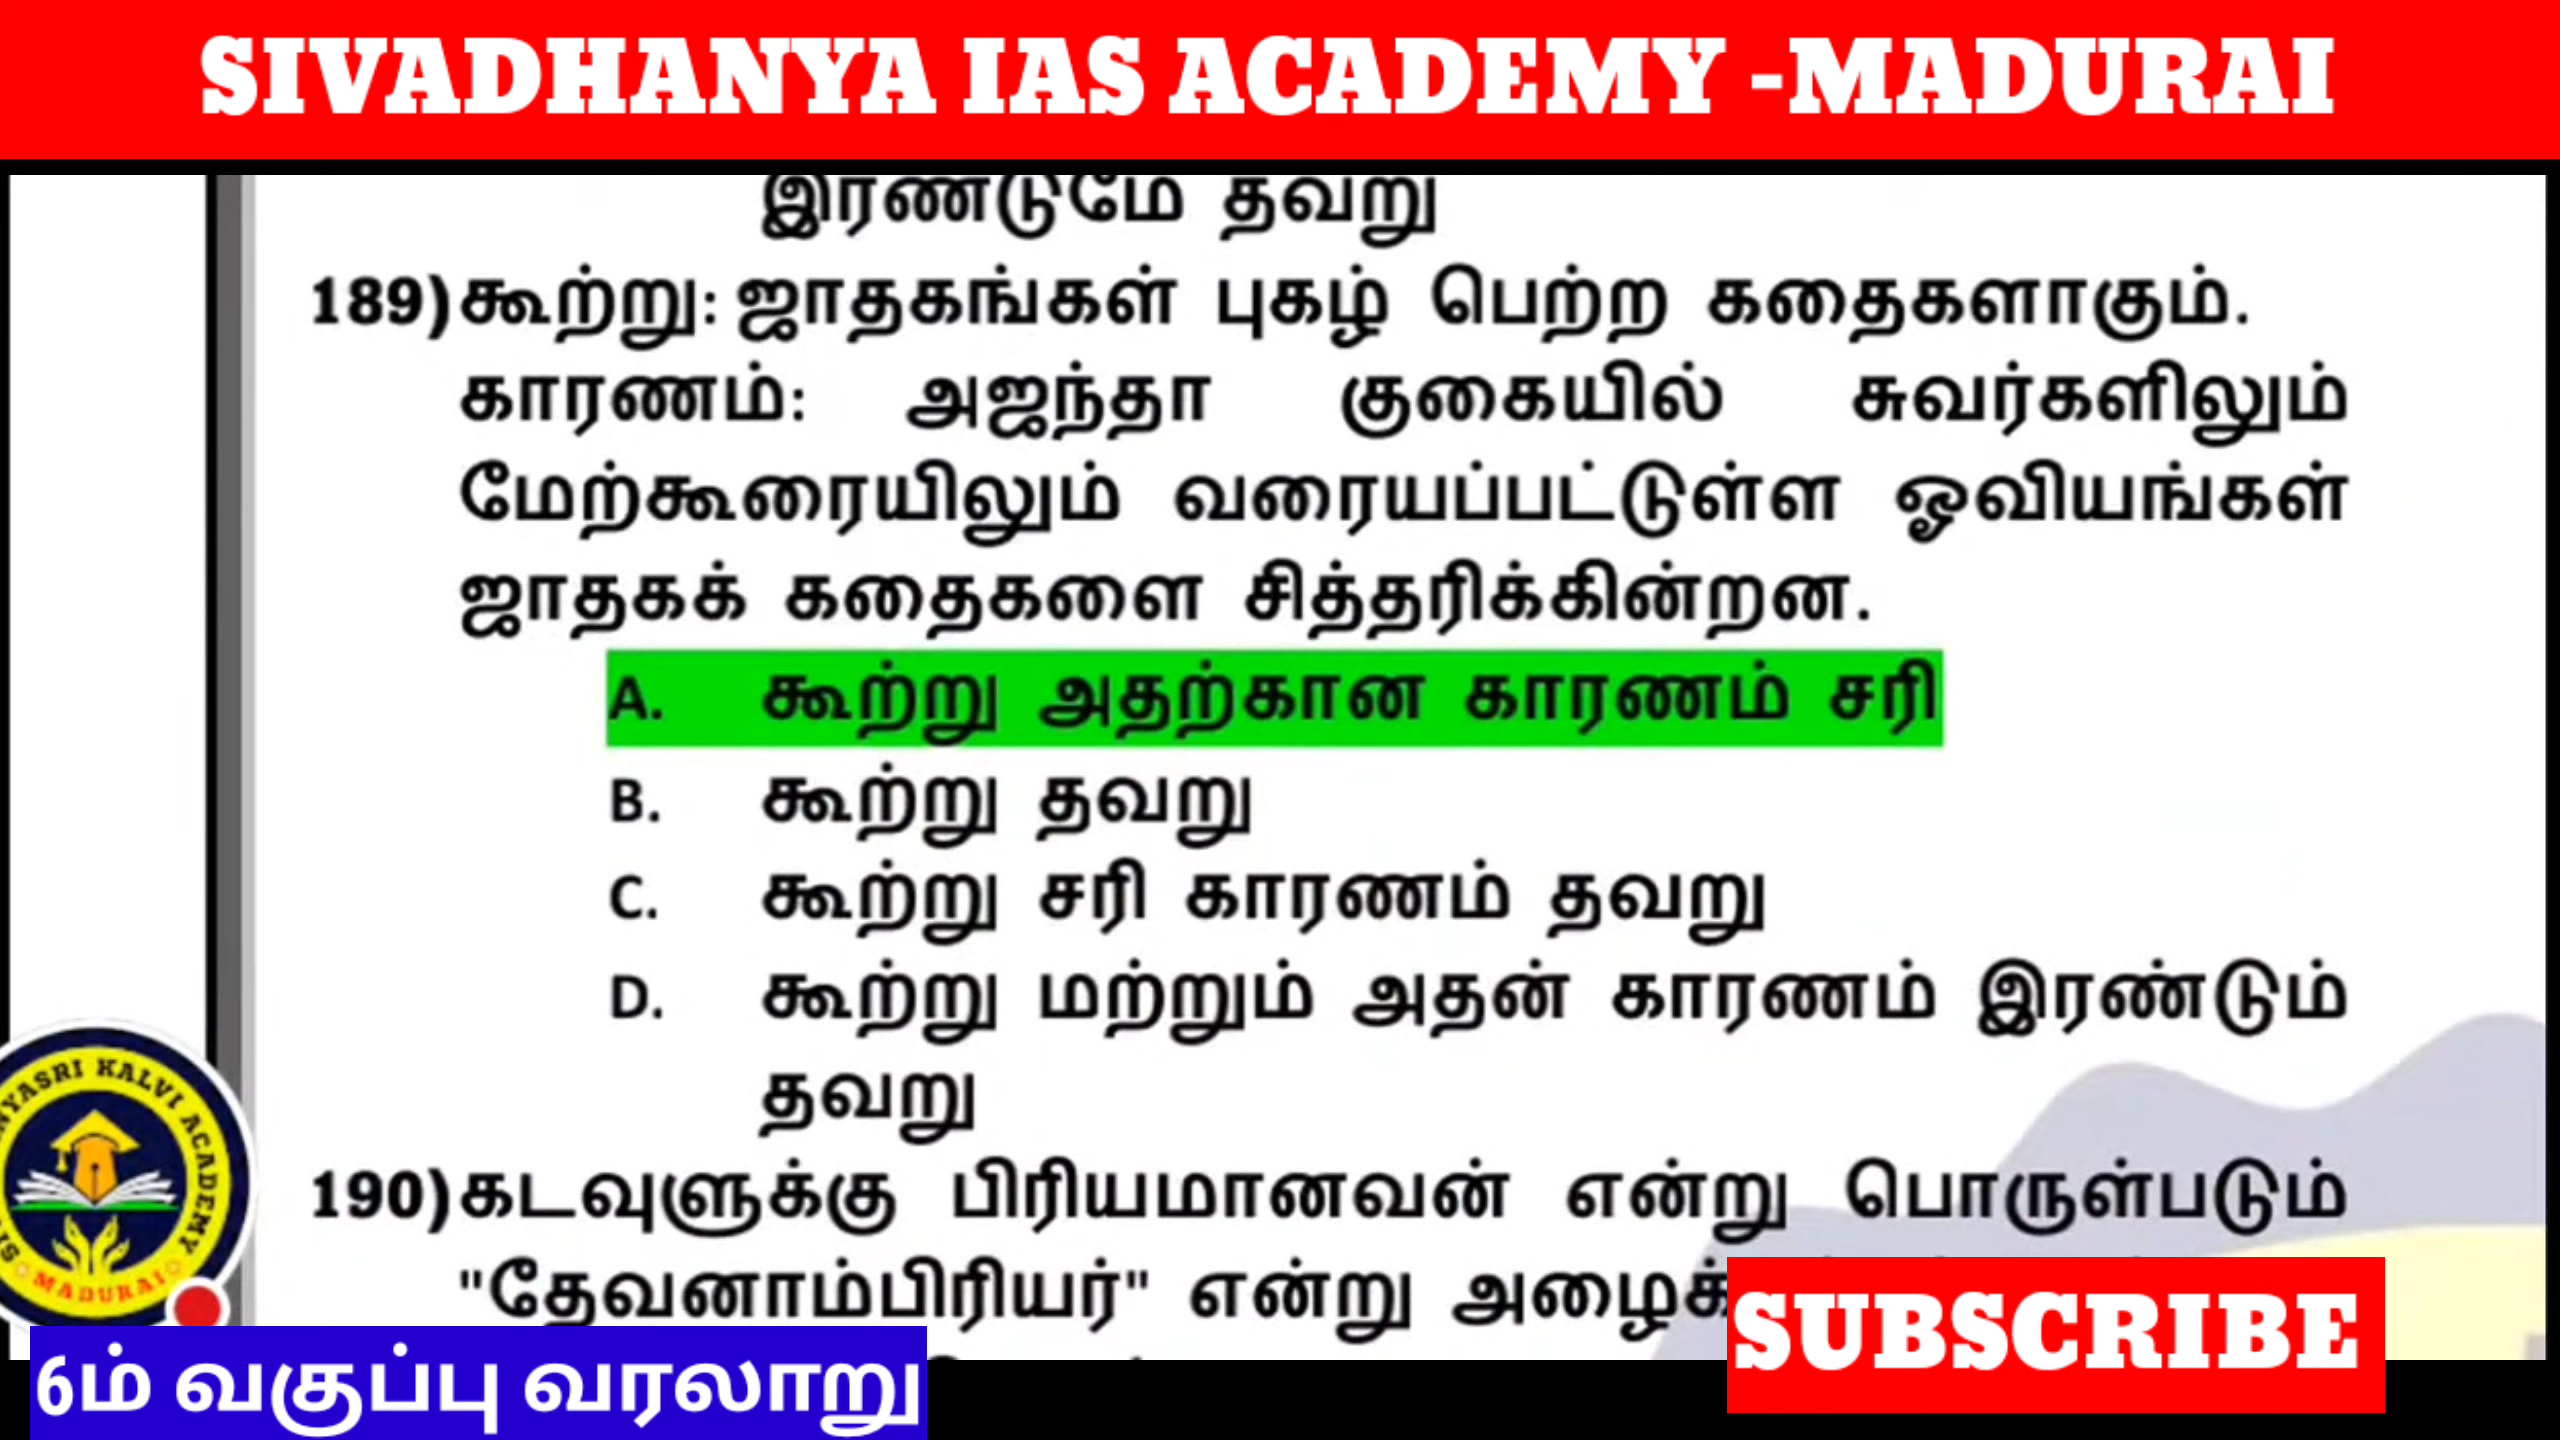 SIVADHANYA IAS ACADEMY -MADURAI
இரண்டுமே தவறு
189)கூற்று: ஜாதகங்கள் புகழ் பெற்ற கதைகளாகும்.
காரணம்: அஜந்தா குகையில் சுவர்களிலும்
மேற்கூரையிலும் வரையப்பட்டுள்ள ஓவியங்கள்
ஜாதகக் கதைகளை சித்தரிக்கின்றன.
A. கூற்று அதற்கான காரணம் சரி
B. கூற்று தவறு
C. கூற்று சரி காரணம் தவறு
D. கூற்று மற்றும் அதன் காரணம் இரண்டும்
தவறு
190)கடவுளுக்கு பிரியமானவன் என்று பொருள்படும்
"தேவனாம்பிரியர்" என்று
KALVI ACADEMY
MADURAI
SUBSCRIBE
6ம் வகுப்பு வரலாறு